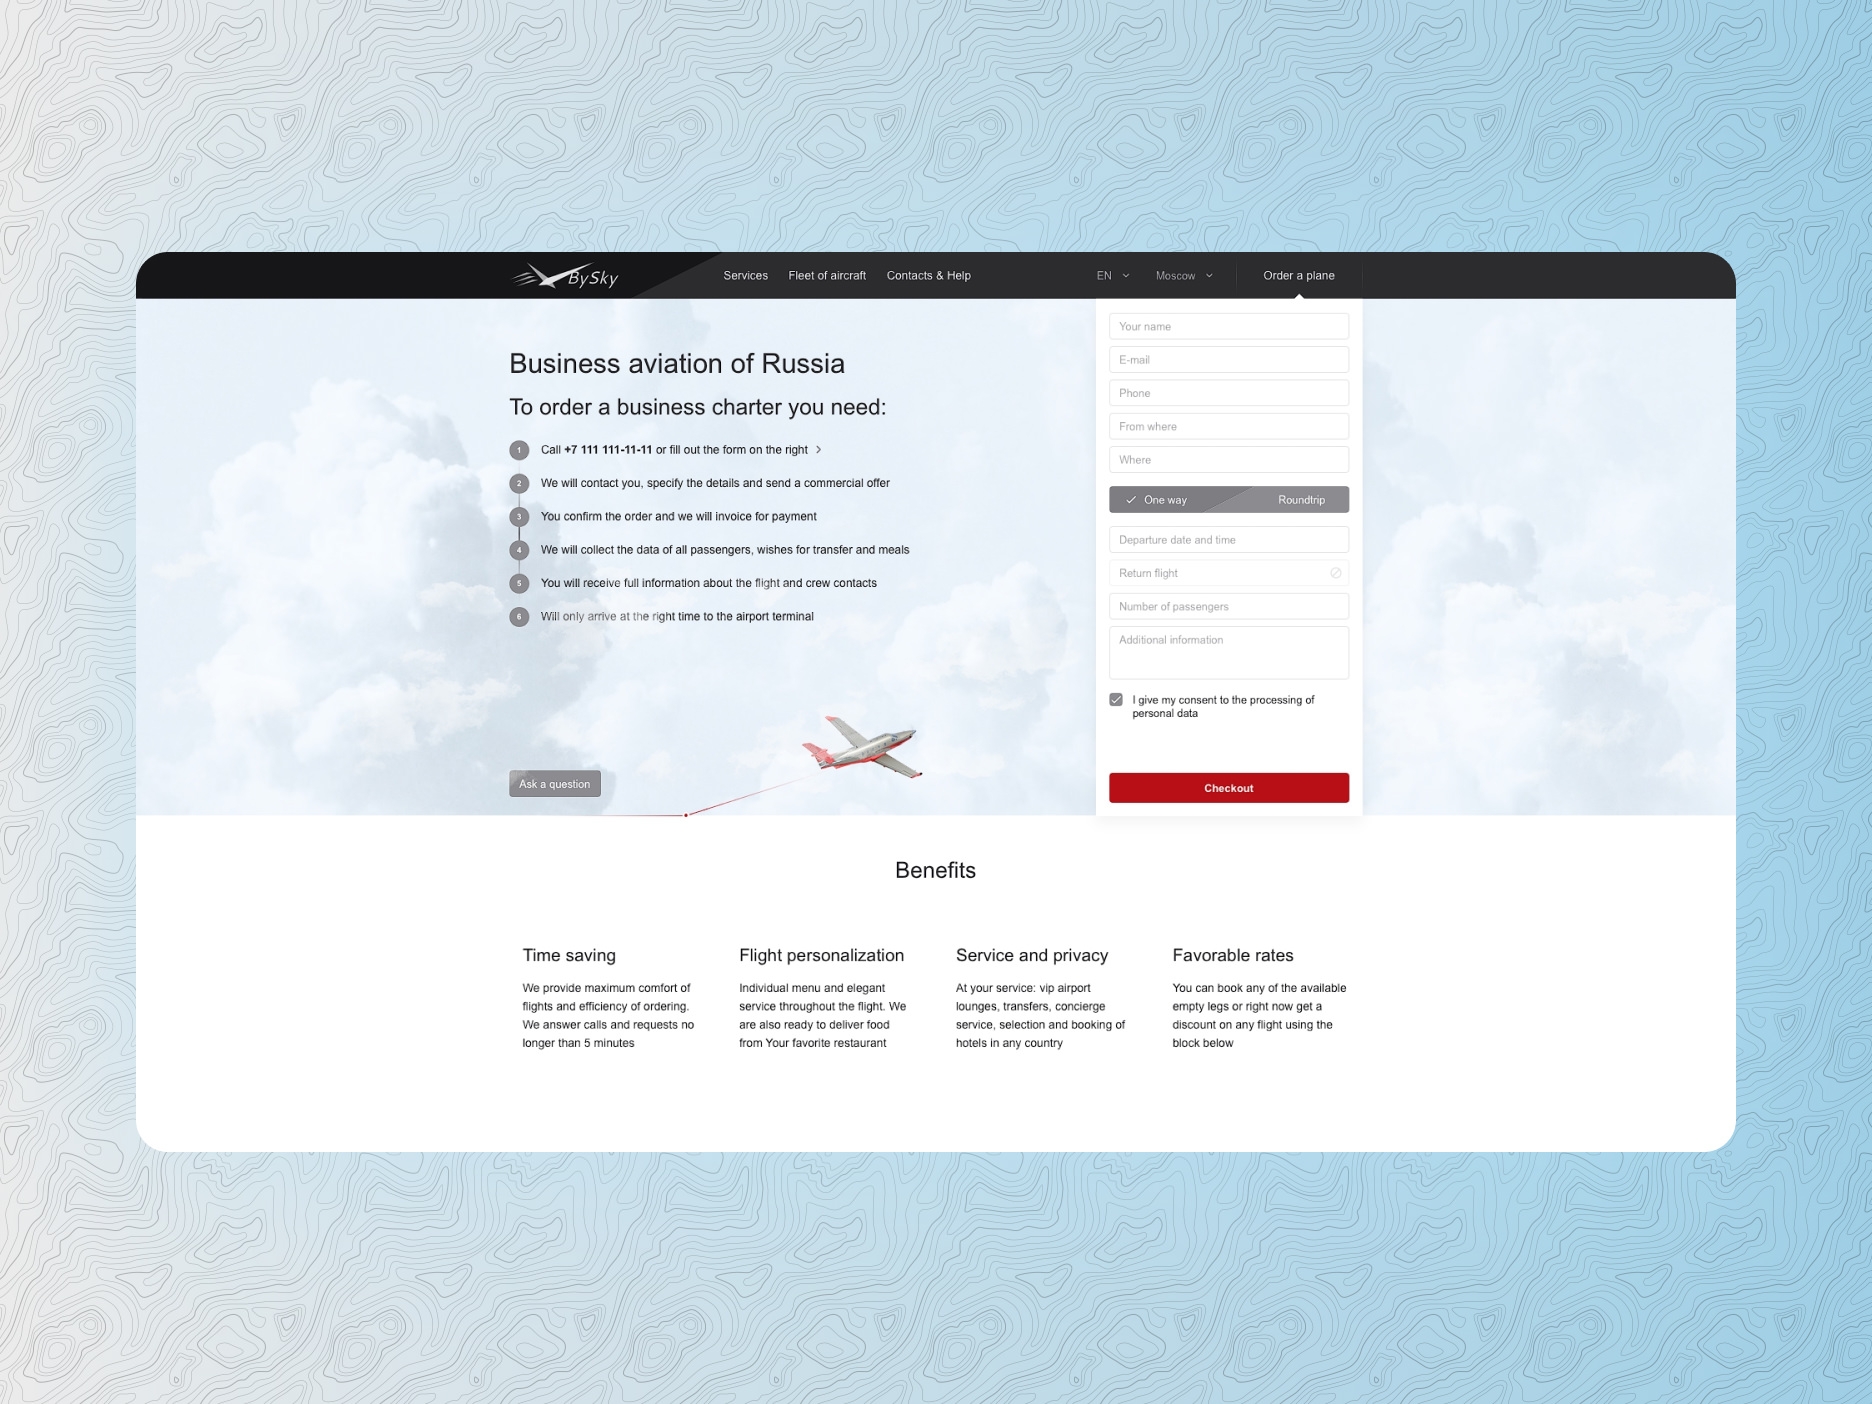 BySky
Services
Fleet of aircraft
Contacts & Help
EN
Moscow
Order a plane
Business aviation of Russia
To order a business charter you need:
1 Call +7 111 111-11-11 or fill out the form on the right
2 We will contact you, specify the details and send a commercial offer
3 You confirm the order and we will invoice for payment
4 We will collect the data of all passengers, wishes for transfer and meals
5 You will receive full information about the flight and crew contacts
6 Will only arrive at the right time to the airport terminal
Ask a question
Your name
E-mail
Phone
From where
Where
One way
Roundtrip
Departure date and time
Return flight
Number of passengers
Additional information
I give my consent to the processing of
personal data
Checkout
Benefits
Time saving
We provide maximum comfort of
flights and efficiency of ordering.
We answer calls and requests no
longer than 5 minutes
Flight personalization
Individual menu and elegant
service throughout the flight. We
are also ready to deliver food
from Your favorite restaurant
Service and privacy
At your service: vip airport
lounges, transfers, concierge
service, selection and booking of
hotels in any country
Favorable rates
You can book any of the available
empty legs or right now get a
discount on any flight using the
block below